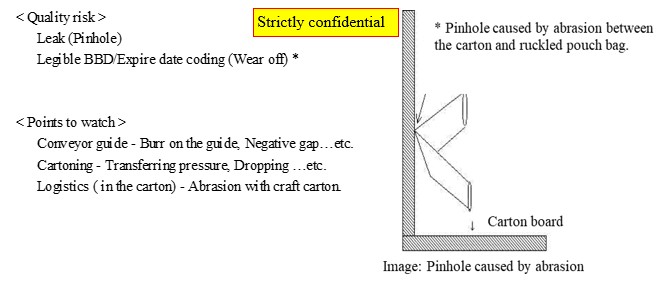 < Quality risk >
Leak (Pinhole)
Legible BBD/Expire date coding (Wear off) *
Strictly confidential
* Pinhole caused by abrasion between
the carton and ruckled pouch bag.
< Points to watch >
Conveyor guide - Burr on the guide, Negative gap…etc.
Cartoning - Transferring pressure, Dropping …etc.
Logistics ( in the carton) - Abrasion with craft carton.
↓ Carton board
Image: Pinhole caused by abrasion